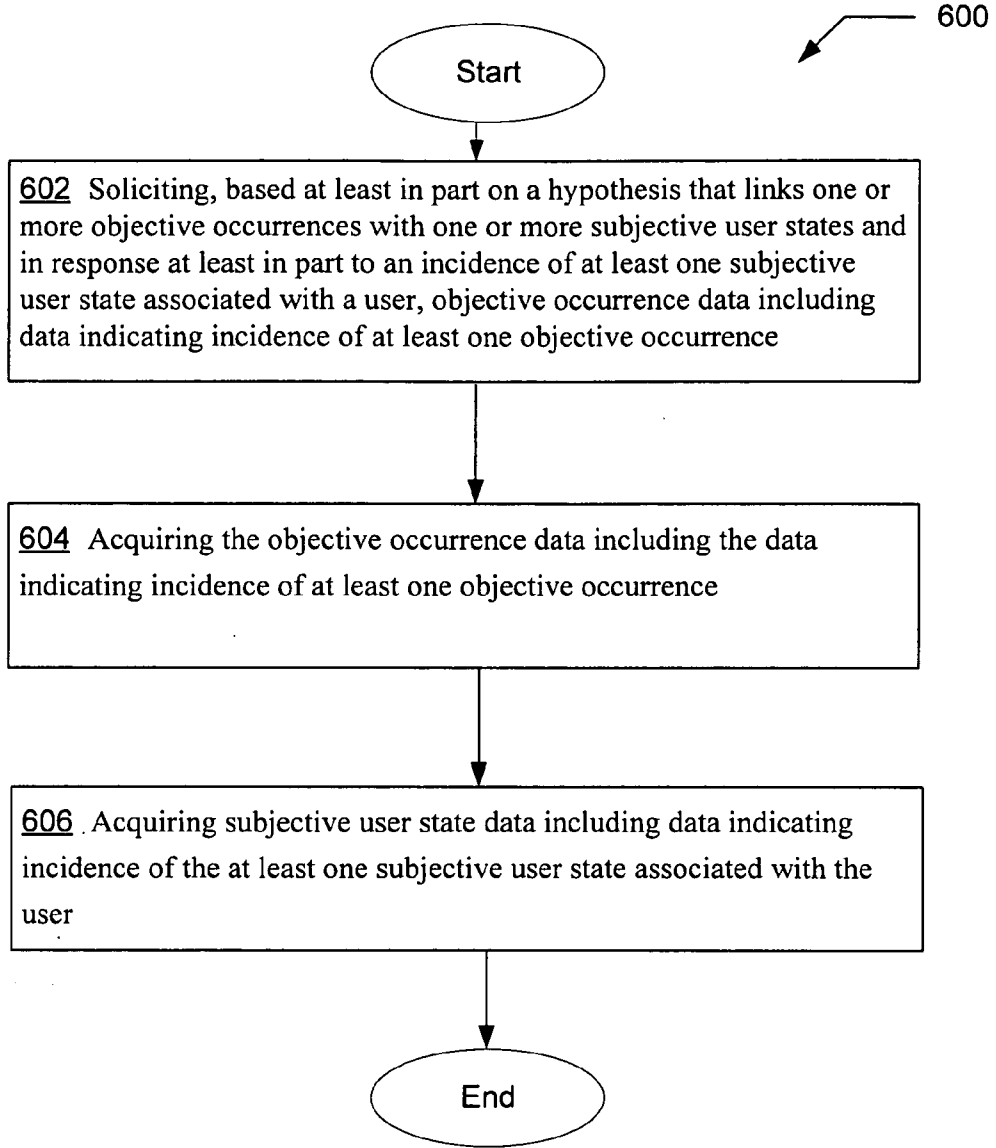 600
Start
602 Soliciting, based at least in part on a hypothesis that links one or
more objective occurrences with one or more subjective user states and
in response at least in part to an incidence of at least one subjective
user state associated with a user, objective occurrence data including
data indicating incidence of at least one objective occurrence
604 Acquiring the objective occurrence data including the data
indicating incidence of at least one objective occurrence
606 Acquiring subjective user state data including data indicating
incidence of the at least one subjective user state associated with the
user
End